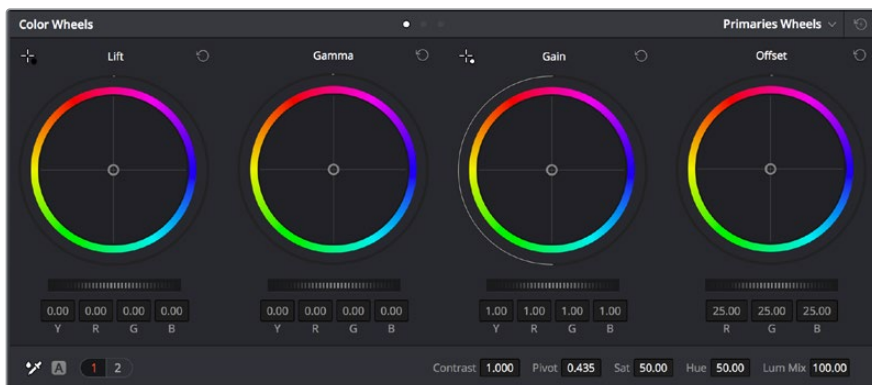 Color Wheels
Primaries Wheels
Lift
Gamma
Gain
Offset
0.00 0.00 0.00 0.00
Y R G B
0.00 0.00 0.00 0.00
Y R G B
1.00 1.00 1.00 1.00
Y R G B
25.00 25.00 25.00
R G B
A 1 2
Contrast 1.000 Pivot 0.435 Sat 50.00 Hue 50.00 Lum Mix 100.00